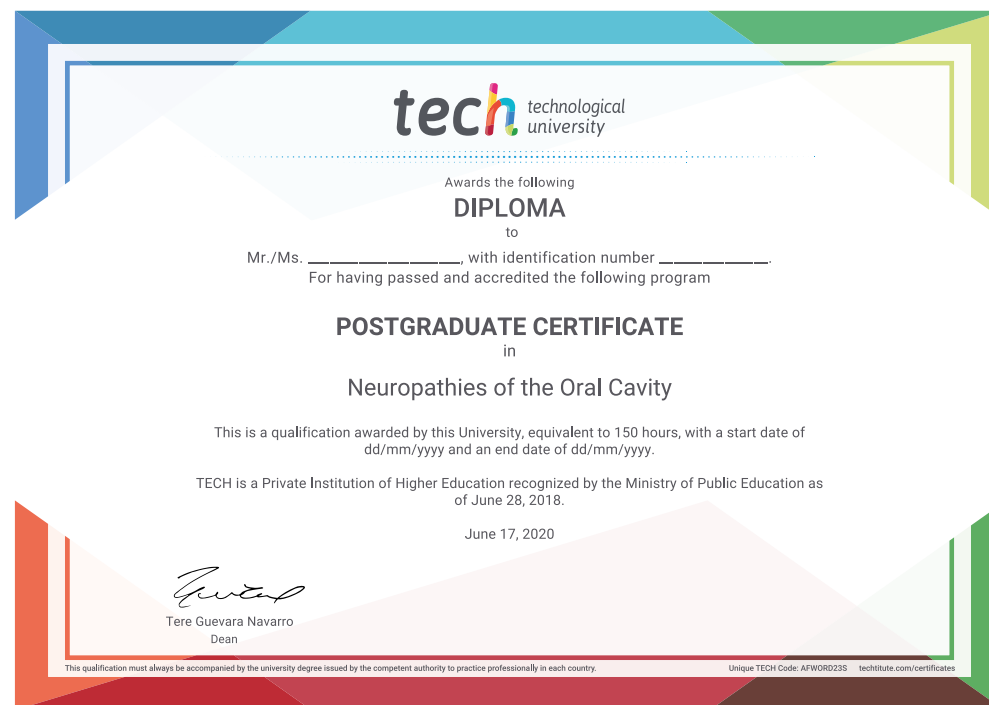 tech technological
university
Awards the following
DIPLOMA
to
Mr./Ms. ____________________, with identification number ______________.
For having passed and accredited the following program
POSTGRADUATE CERTIFICATE
in
Neuropathies of the Oral Cavity
This is a qualification awarded by this University, equivalent to 150 hours, with a start date of
dd/mm/yyyy and an end date of dd/mm/yyyy.
TECH is a Private Institution of Higher Education recognized by the Ministry of Public Education as
of June 28, 2018.
June 17, 2020
Tere Guevara Navarro
Dean
This qualification must always be accompanied by the university degree issued by the competent authority to practice professionally in each country.
Unique TECH Code: AFWORD23S techtitute.com/certificates